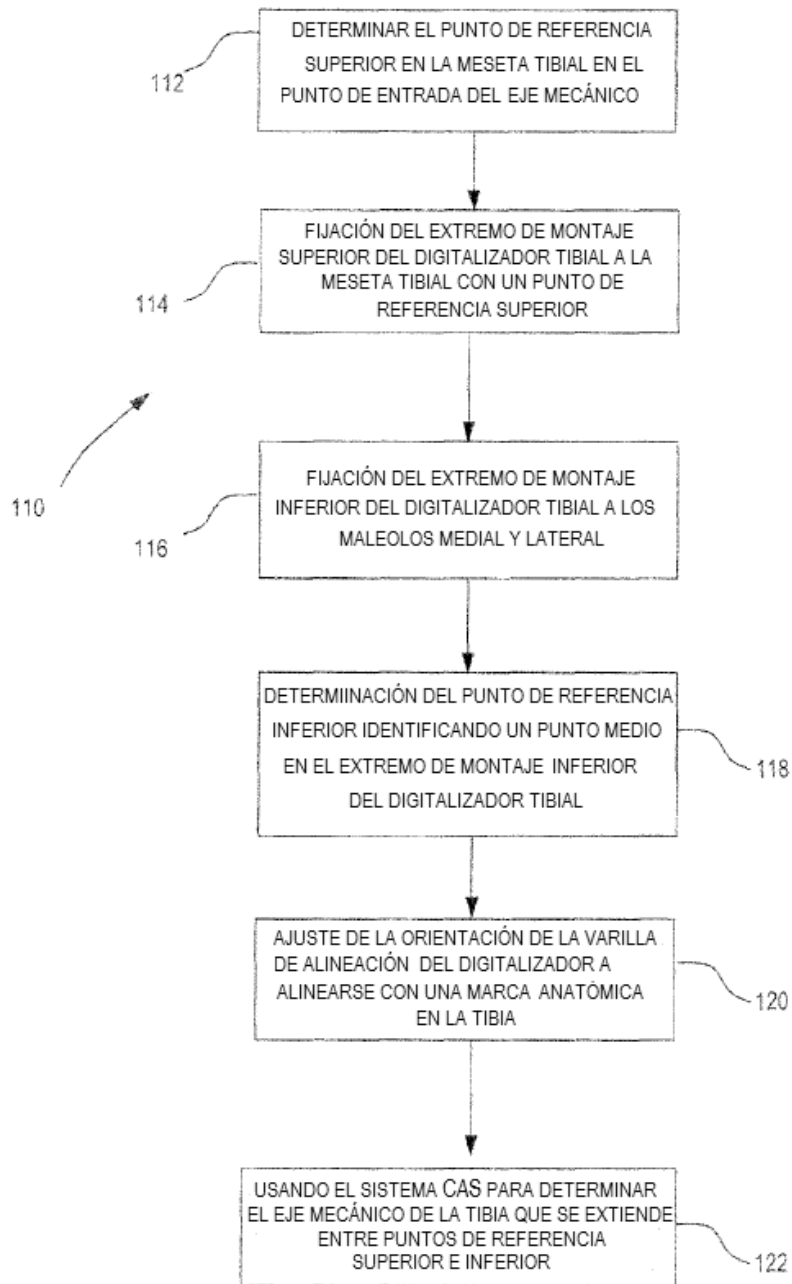 DETERMINAR EL PUNTO DE REFERENCIA
SUPERIOR EN LA MESETA TIBIAL EN EL
PUNTO DE ENTRADA DEL EJE MECÁNICO
112
FIJACIÓN DEL EXTREMO DE MONTAJE
SUPERIOR DEL DIGITALIZADOR TIBIAL A LA
MESETA TIBIAL CON UN PUNTO DE
REFERENCIA SUPERIOR
114
110
FIJACIÓN DEL EXTREMO DE MONTAJE
INFERIOR DEL DIGITALIZADOR TIBIAL A LOS
MALEOLOS MEDIAL Y LATERAL
116
DETERMIINACIÓN DEL PUNTO DE REFERENCIA
INFERIOR IDENTIFICANDO UN PUNTO MEDIO
EN EL EXTREMO DE MONTAJE INFERIOR
DEL DIGITALIZADOR TIBIAL
118
AJUSTE DE LA ORIENTACIÓN DE LA VARILLA
DE ALINEACIÓN DEL DIGITALIZADOR A
ALINEARSE CON UNA MARCA ANATÓMICA
EN LA TIBIA
120
USANDO EL SISTEMA CAS PARA DETERMINAR
EL EJE MECÁNICO DE LA TIBIA QUE SE EXTIENDE
ENTRE PUNTOS DE REFERENCIA
SUPERIOR E INFERIOR
122